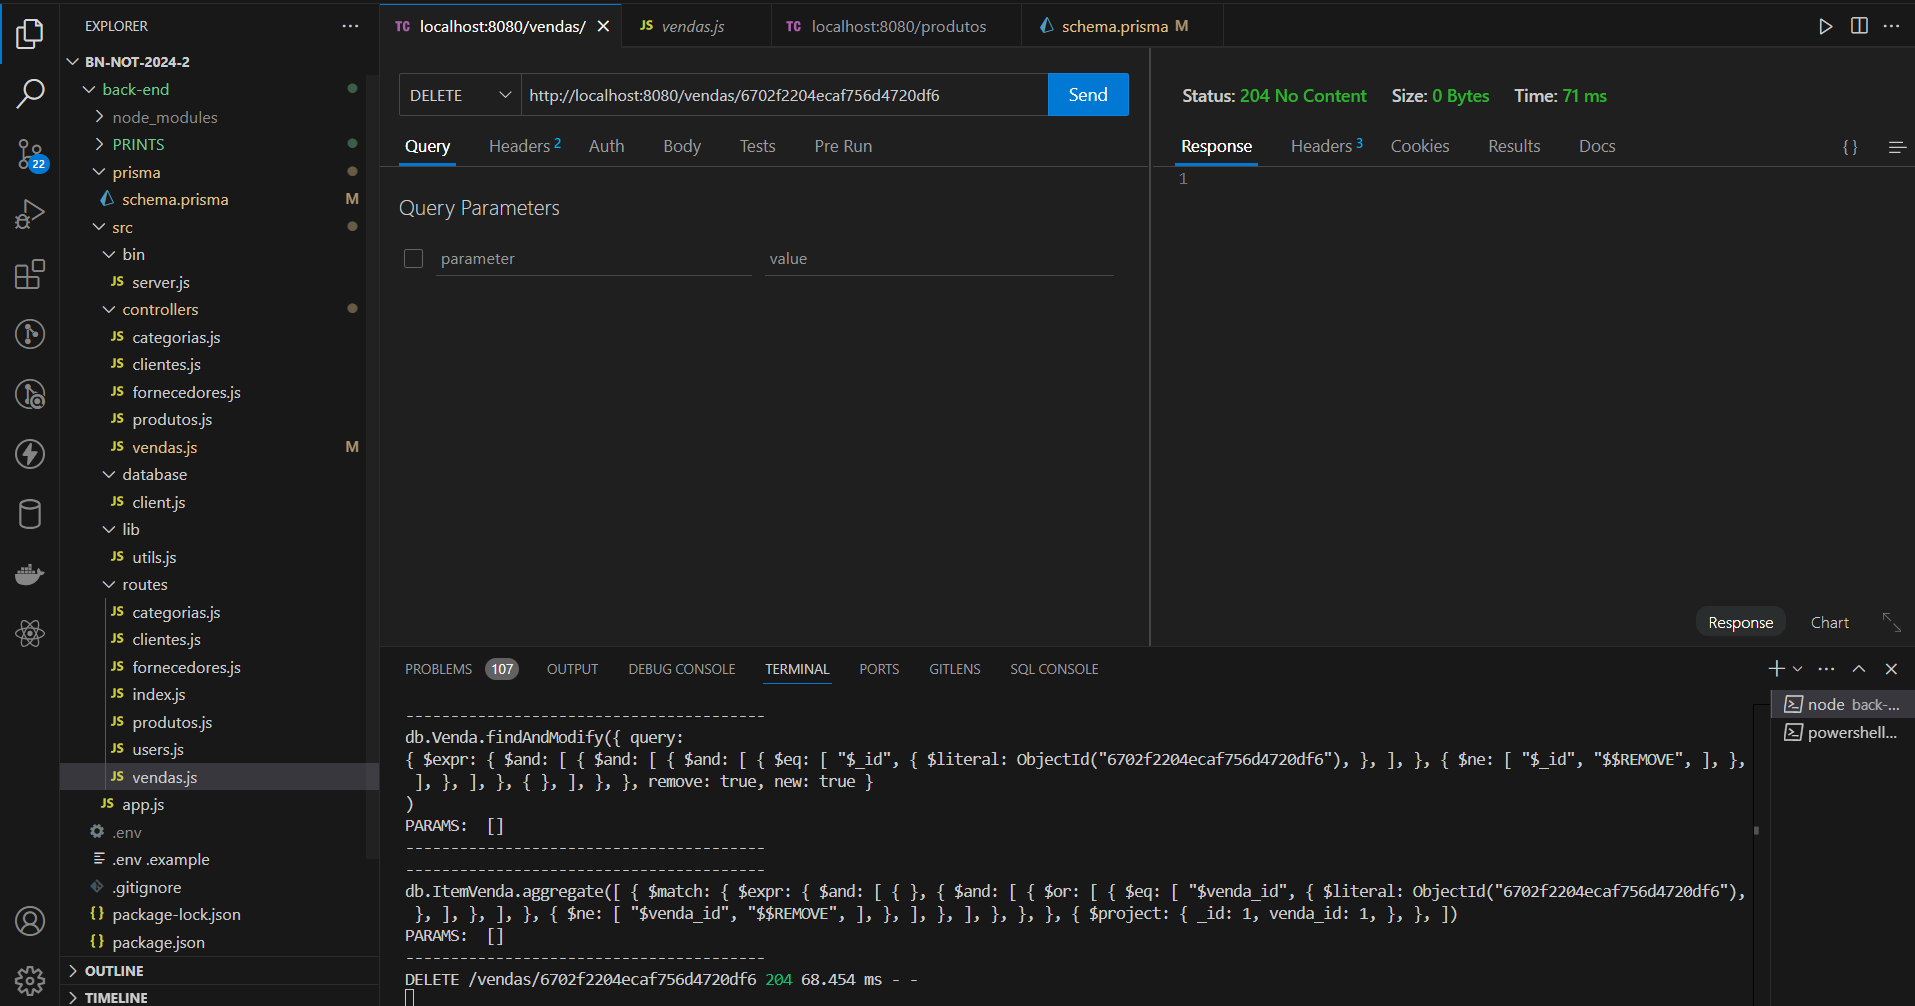 EXPLORER
BN-NOT-2024-2
back-end
node_modules
PRINTS
prisma
schema.prisma M
src
bin
JS server.js
controllers
JS categorias.js
JS clientes.js
JS fornecedores.js
JS produtos.js
JS vendas.js M
database
JS client.js
lib
JS utils.js
routes
JS categorias.js
JS clientes.js
JS fornecedores.js
JS index.js
JS produtos.js
JS users.js
JS vendas.js
JS app.js
.env
.env .example
.gitignore
{} package-lock.json
{} package.json
OUTLINE
TIMELINE
22
TC localhost:8080/vendas/
JS vendas.js
TC localhost:8080/produtos
schema.prisma M
DELETE
http://localhost:8080/vendas/6702f2204ecaf756d4720df6
Send
Query Headers 2 Auth Body Tests Pre Run
Query Parameters
parameter value
Status: 204 No Content Size: 0 Bytes Time: 71 ms
Response Headers 3 Cookies Results Docs {}
1
Response Chart
PROBLEMS 107 OUTPUT DEBUG CONSOLE TERMINAL PORTS GITLENS SQL CONSOLE
----------------------------------------
db.Venda.findAndModify({ query:
{ $expr: { $and: [ { $and: [ { $and: [ { $eq: [ "$_id", { $literal: ObjectId("6702f2204ecaf756d4720df6"), }, ], }, { $ne: [ "$_id", "$$REMOVE", ], },
], }, ], }, { }, ], }, }, remove: true, new: true }
)
PARAMS: []
----------------------------------------
----------------------------------------
db.ItemVenda.aggregate([ { $match: { $expr: { $and: [ { }, { $and: [ { $or: [ { $eq: [ "$venda_id", { $literal: ObjectId("6702f2204ecaf756d4720df6"),
}, ], }, ], }, { $ne: [ "$venda_id", "$$REMOVE", ], }, ], }, ], }, }, }, { $project: { _id: 1, venda_id: 1, }, }, ])
PARAMS: []
----------------------------------------
DELETE /vendas/6702f2204ecaf756d4720df6 204 68.454 ms - -
node back-...
powershell...